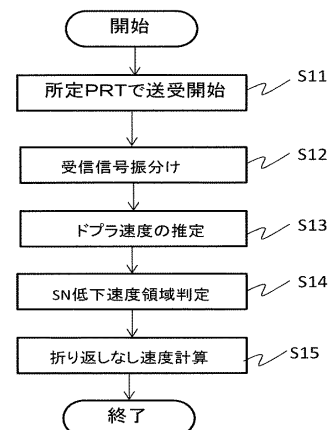 開始
所定PRTで送受開始
S11
受信信号振分け
S12
ドプラ速度の推定
S13
SN低下速度領域判定
S14
折り返しなし速度計算
S15
終了